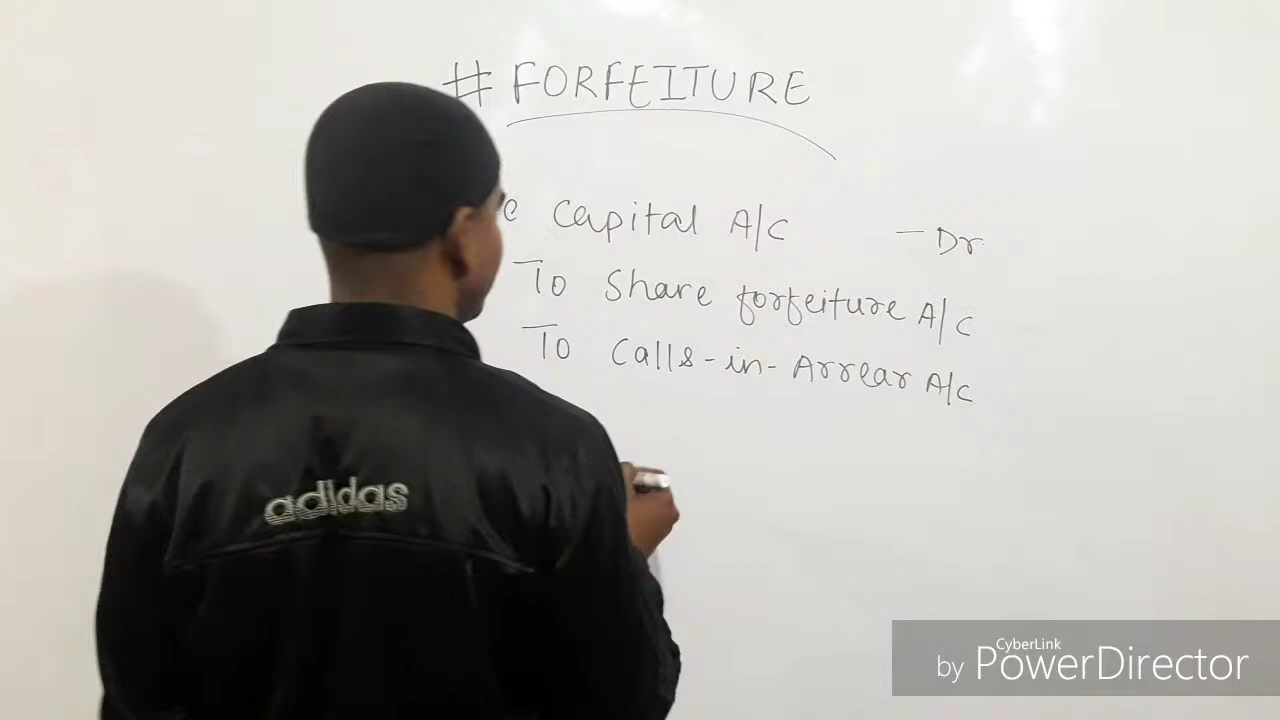 # FORFEITURE
e Capital A/C - Dr
To Share forfeiture A/C
To Calls-in-Arrear A/C
adidas
CyberLink
by PowerDirector